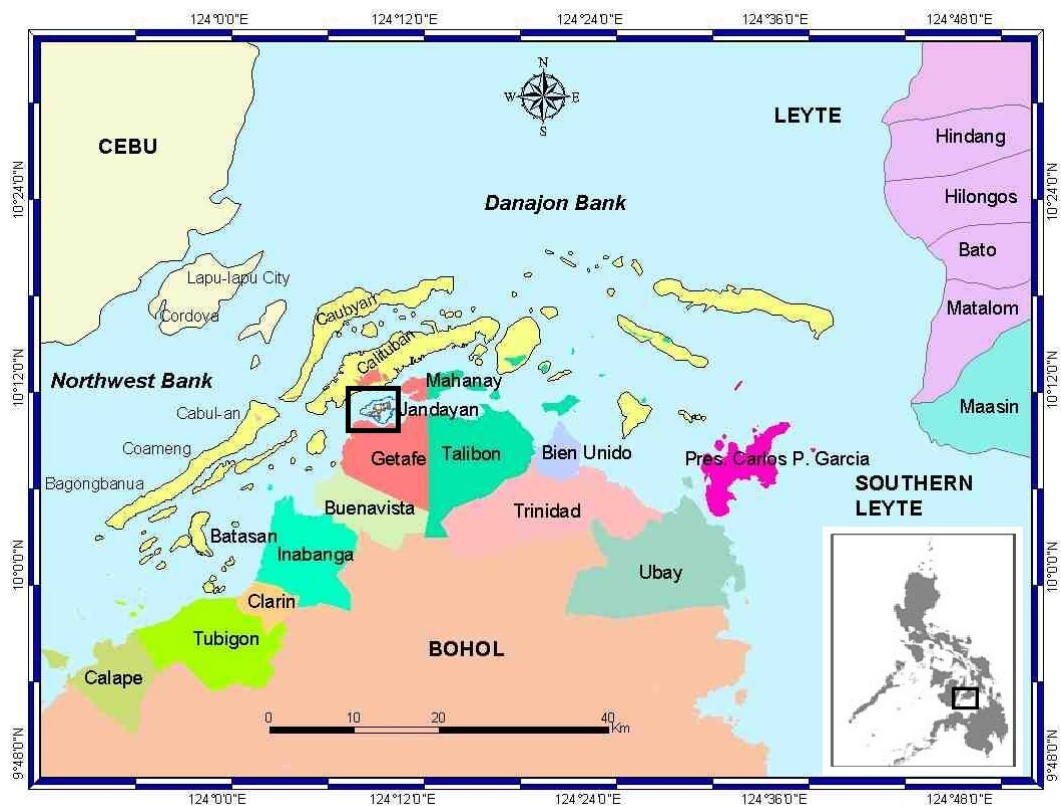 124°0'0"E
124°12'0"E
124°24'0"E
124°36'0"E
124°48'0"E
N
W
E
S
CEBU
LEYTE
Hindang
10°24'0"N
10°24'0"N
Hilongos
Danajon Bank
Bato
Lapu-lapu City
Cordova
Caubyan
Matalom
Calituban
Northwest Bank
Mahanay
10°12'0"N
10°12'0"N
Cabul-an
Jandayan
Maasin
Coameng
Getafe
Talibon
Bien Unido
Pres. Carlos P. Garcia
Bagongbanua
SOUTHERN
LEYTE
Buenavista
Trinidad
Batasan
Inabanga
10°0'0"N
10°0'0"N
Ubay
Clarin
Tubigon
BOHOL
Calape
0
10
20
40
Km
9°48'0"N
9°48'0"N
124°0'0"E
124°12'0"E
124°24'0"E
124°36'0"E
124°48'0"E